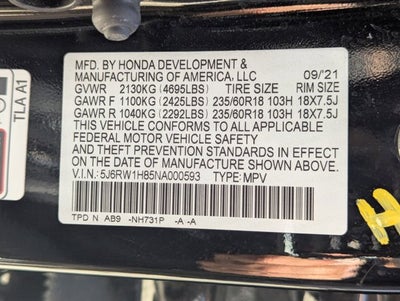 MFD. BY HONDA DEVELOPMENT &
MANUFACTURING OF AMERICA, LLC 09/21
GVWR 2130KG (4695LBS) TIRE SIZE RIM SIZE
GAWR F 1100KG (2425LBS) 235/60R18 103H 18X7.5J
GAWR R 1040KG (2292LBS) 235/60R18 103H 18X7.5J
THIS VEHICLE CONFORMS TO ALL APPLICABLE
FEDERAL MOTOR VEHICLE SAFETY AND
THEFT PREVENTION STANDARDS IN EFFECT ON
THE DATE OF MANUFACTURE SHOWN ABOVE.
V.I.N.: 5J6RW1H85NA000593 TYPE: MPV
TPD N AB9 -NH731P -A -A
TLA A1
H